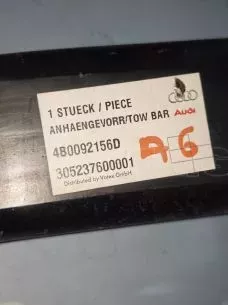 1 STUECK / PIECE
ANHAENGEVORR/TOW BAR Audi
4B0092156D
A6
305237600001
Distributed by Votex GmbH